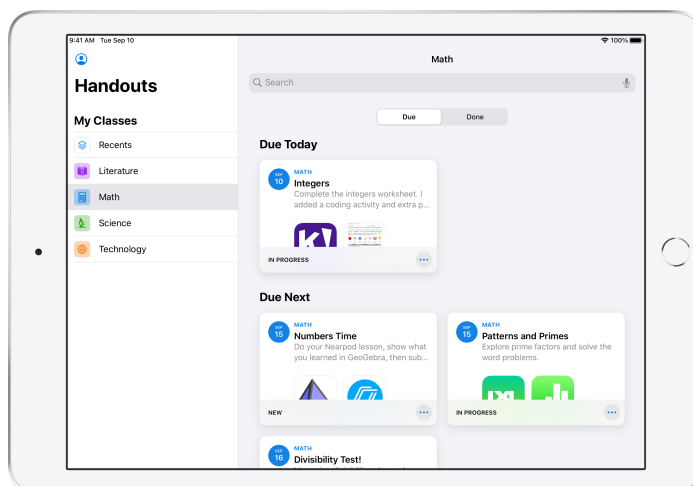 9:41 AM Tue Sep 10
100%
Handouts
My Classes
Recents
Literature
Math
Science
Technology
Math
Search
Due
Done
Due Today
SEP
10
MATH
Integers
Complete the integers worksheet. I
added a coding activity and extra p...
K!
IN PROGRESS
Due Next
SEP
15
MATH
Numbers Time
Do your Nearpod lesson, show what
you learned in GeoGebra, then sub...
NEW
SEP
15
MATH
Patterns and Primes
Explore prime factors and solve the
word problems.
IXL
IN PROGRESS
SEP
16
MATH
Divisibility Test!